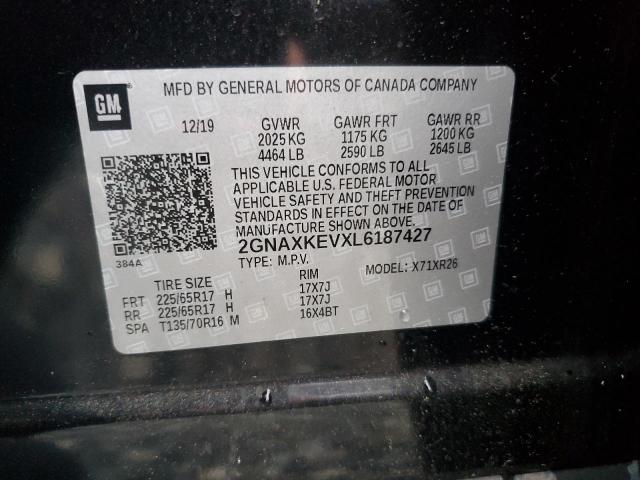 GM
MFD BY GENERAL MOTORS OF CANADA COMPANY
12/19 GVWR GAWR FRT GAWR RR
2025 KG 1175 KG 1200 KG
4464 LB 2590 LB 2645 LB
THIS VEHICLE CONFORMS TO ALL
APPLICABLE U.S. FEDERAL MOTOR
VEHICLE SAFETY AND THEFT PREVENTION
STANDARDS IN EFFECT ON THE DATE OF
MANUFACTURE SHOWN ABOVE.
2GNAXKEVXL6187427
384A
TYPE: M.P.V. MODEL: X71XR26
TIRE SIZE RIM
FRT 225/65R17 H 17X7J
RR 225/65R17 H 17X7J
SPA T135/70R16 M 16X4BT